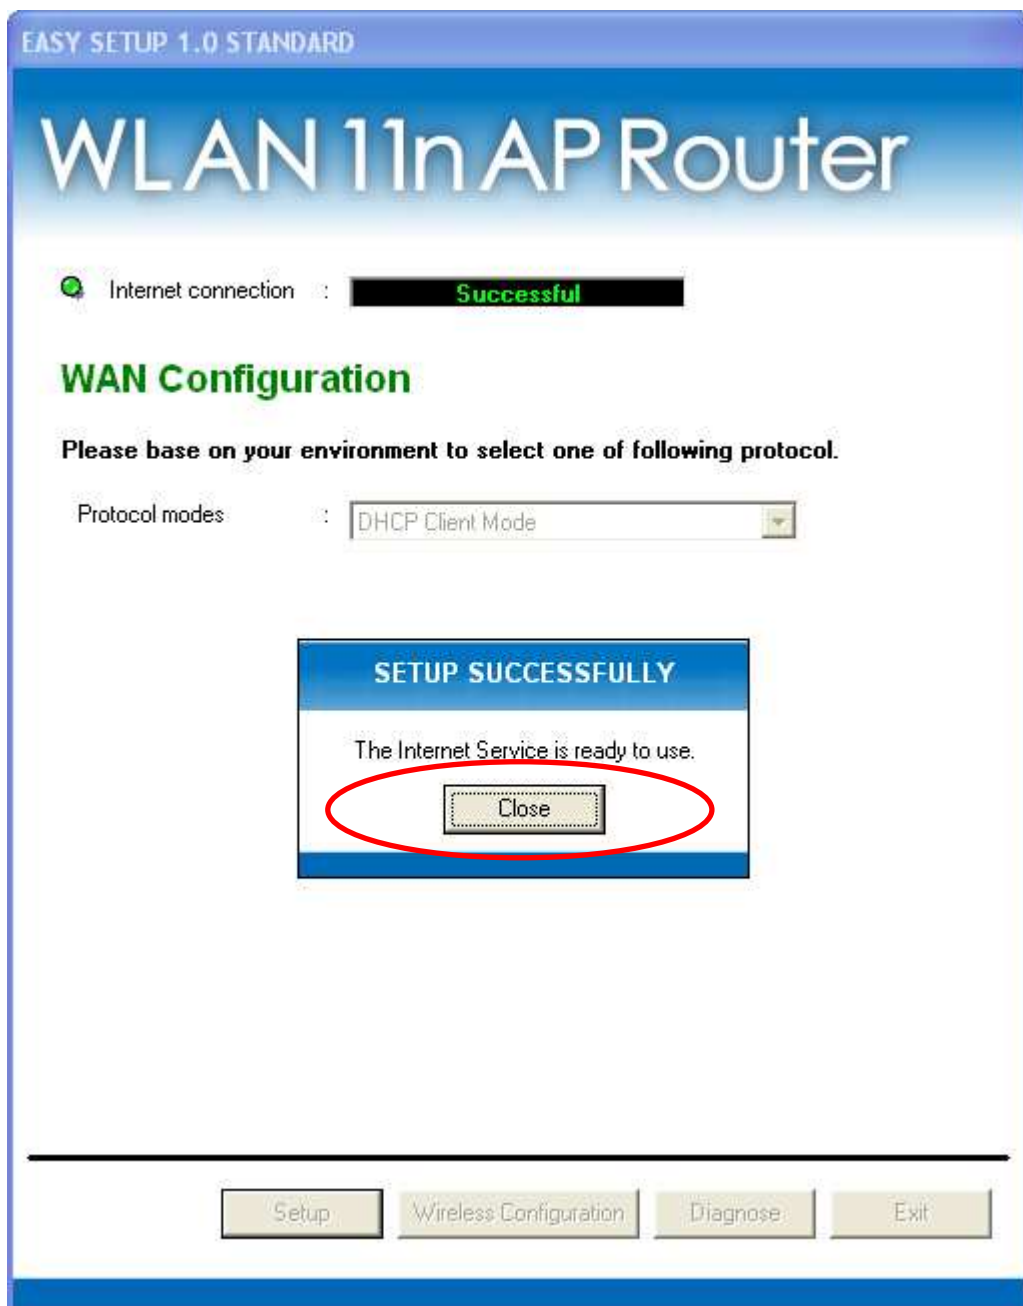 EASY SETUP 1.0 STANDARD
WLAN 11n AP Router
Internet connection : Successful
WAN Configuration
Please base on your environment to select one of following protocol.
Protocol modes : DHCP Client Mode
SETUP SUCCESSFULLY
The Internet Service is ready to use.
Close
Setup Wireless Configuration Diagnose Exit